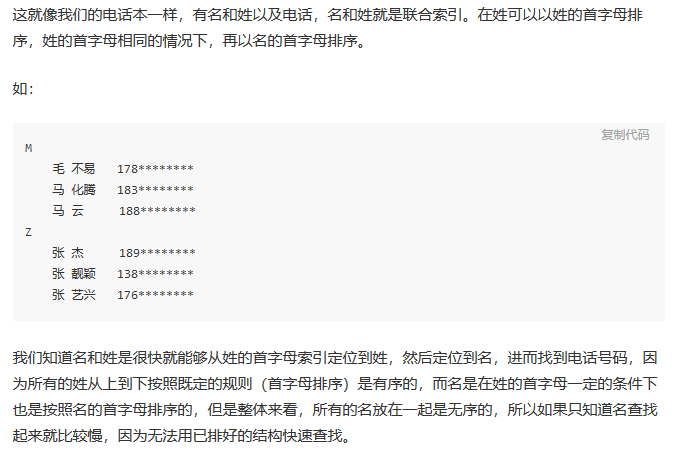 这就像我们的电话本一样，有名和姓以及电话，名和姓就是联合索引。在姓可以以姓的首字母排
序，姓的首字母相同的情况下，再以名的首字母排序。
如：
复制代码
M
毛 不易 178********
马 化腾 183********
马 云 188********
Z
张 杰 189********
张 靓颖 138********
张 艺兴 176********
我们知道名和姓是很快就能够从姓的首字母索引定位到姓，然后定位到名，进而找到电话号码，因
为所有的姓从上到下按照既定的规则（首字母排序）是有序的，而名是在姓的首字母一定的条件下
也是按照名的首字母排序的，但是整体来看，所有的名放在一起是无序的，所以如果只知道名查找
起来就比较慢，因为无法用已排好的结构快速查找。